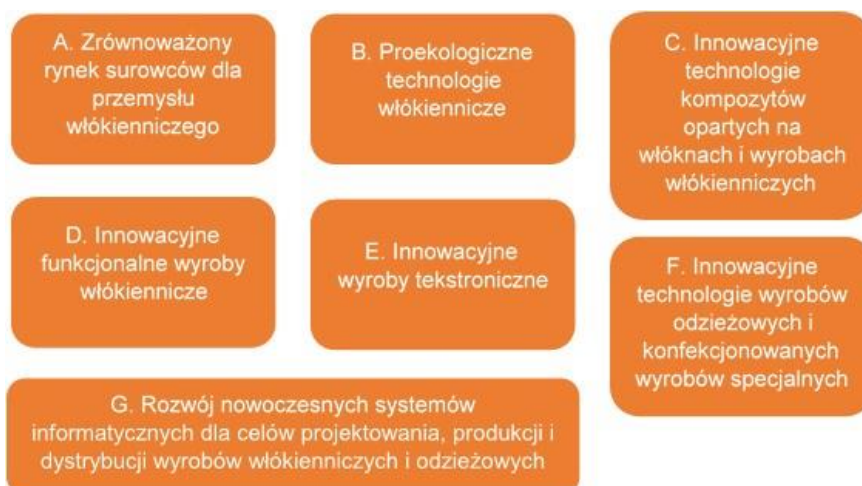 A. Zrównoważony
rynek surowców dla
przemysłu
włókienniczego
B. Proekologiczne
technologie
włókiennicze
C. Innowacyjne
technologie
kompozytów
opartych na
włóknach i wyrobach
włókienniczych
D. Innowacyjne
funkcjonalne wyroby
włókiennicze
E. Innowacyjne
wyroby tekstroniczne
F. Innowacyjne
technologie wyrobów
odzieżowych i
konfekcjonowanych
wyrobów specjalnych
G. Rozwój nowoczesnych systemów
informatycznych dla celów projektowania, produkcji i
dystrybucji wyrobów włókienniczych i odzieżowych